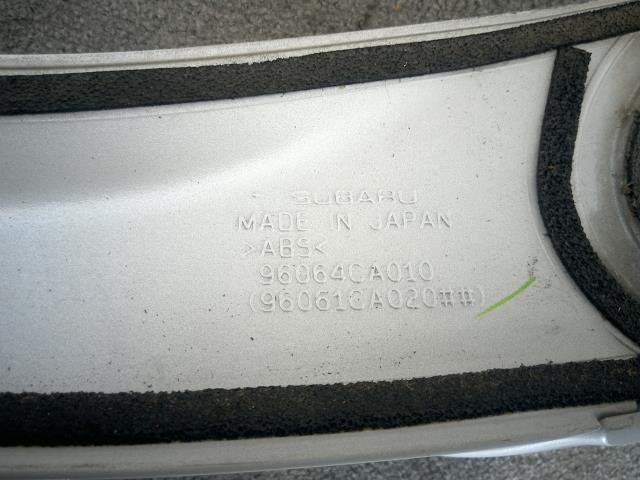 SUBARU
MADE IN JAPAN
>ABS<
96064CA010
(96061CA020##)